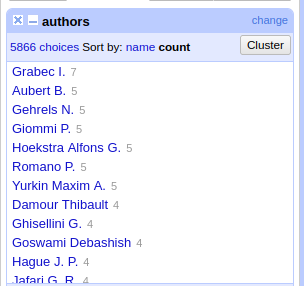 authors
change
5866 choices Sort by: name count
Cluster
Grabec I. 7
Aubert B. 5
Gehrels N. 5
Giommi P. 5
Hoekstra Alfons G. 5
Romano P. 5
Yurkin Maxim A. 5
Damour Thibault 4
Ghisellini G. 4
Goswami Debashish 4
Hague J. P. 4
Jafari G. R. 4